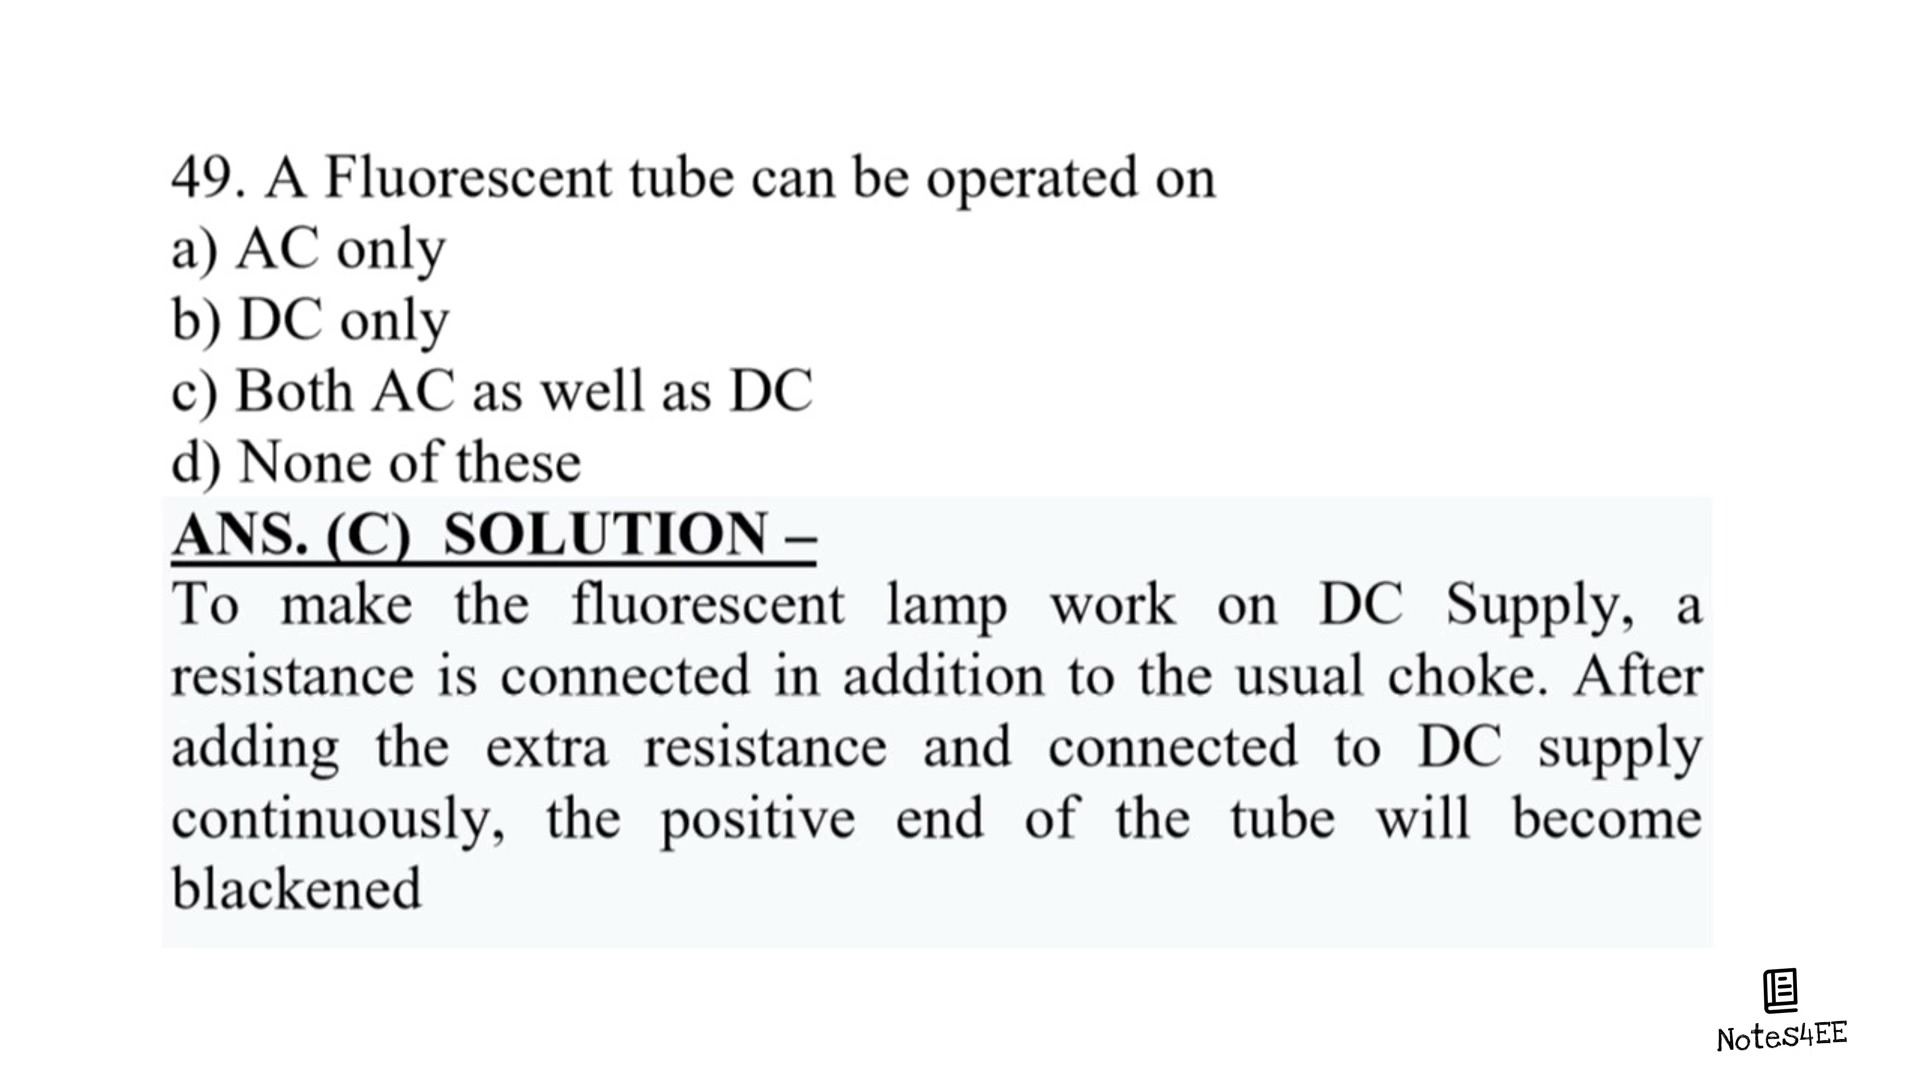 49. A Fluorescent tube can be operated on
a) AC only
b) DC only
c) Both AC as well as DC
d) None of these
ANS. (C) SOLUTION –
To make the fluorescent lamp work on DC Supply, a
resistance is connected in addition to the usual choke. After
adding the extra resistance and connected to DC supply
continuously, the positive end of the tube will become
blackened
Notes4EE